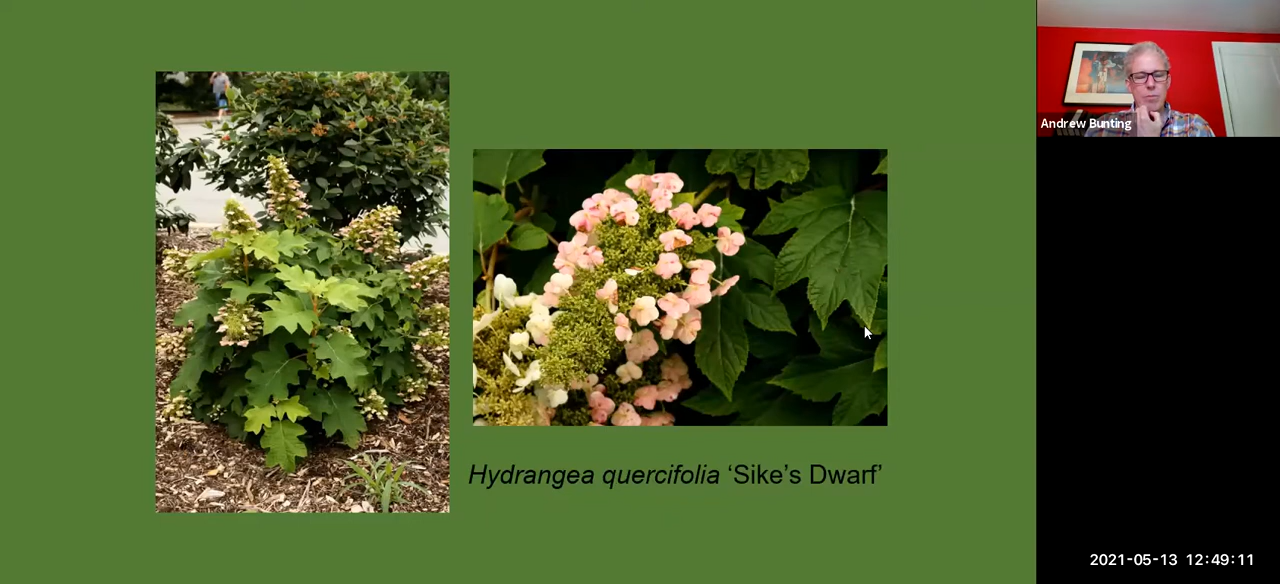 Andrew Bunting
Hydrangea quercifolia ‘Sike’s Dwarf’
2021-05-13 12:49:11